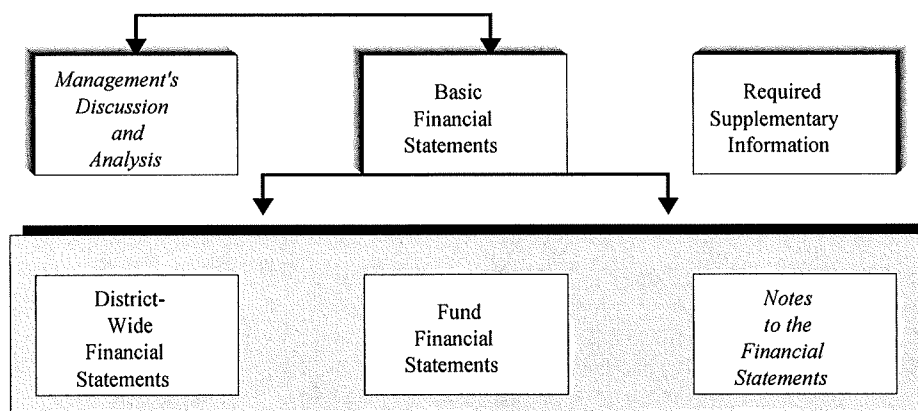 Management's
Discussion
and
Analysis
Basic
Financial
Statements
Required
Supplementary
Information
District-
Wide
Financial
Statements
Fund
Financial
Statements
Notes
to the
Financial
Statements